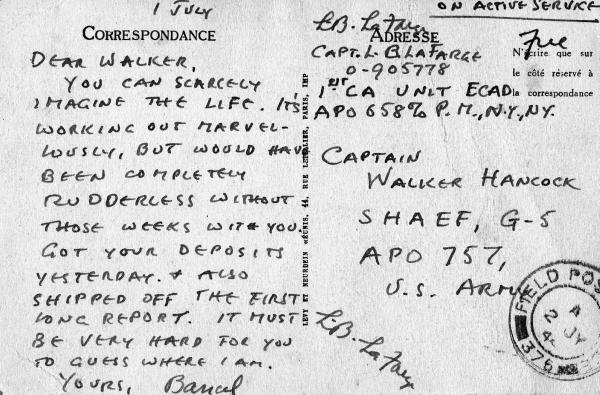 1 JULY
CORRESPONDANCE
DEAR WALKER,
YOU CAN SCARCELY
IMAGINE THE LIFE. IT'S
WORKING OUT MARVEL-
LOUSLY, BUT WOULD HAVE
BEEN COMPLETELY
RUDDERLESS WITHOUT
THOSE WEEKS WITH YOU.
GOT YOUR DEPOSITS
YESTERDAY. & ALSO
SHIPPED OFF THE FIRST
LONG REPORT. IT MUST
BE VERY HARD FOR YOU
TO GUESS WHERE I AM.
YOURS, Bancel
LEVY ET NEURDEIN RÉUNIS, 44, RUE LETELLIER, PARIS, IMP
ON ACTIVE SERVICE
L.B. LaFarge
ADRESSE
Free
N'écrire que sur
le côté réservé à
la correspondance
CAPT. L B LAFARGE
O-905778
1ST CA UNIT ECAD
APO 658 % P.M., N.Y., N.Y.
CAPTAIN
WALKER HANCOCK
SHAEF, G-5
APO 757,
U.S. ARMY
L.B. LaFarge
FIELD POS
A
2 JY
4
376